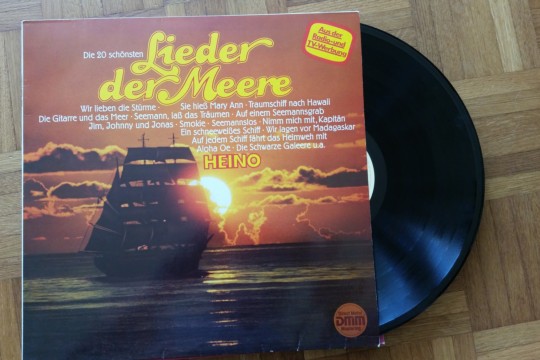 Die 20 schönsten
Lieder
der Meere
Aus der
Radio-und
TV-Werbung
Wir lieben die Stürme · Sie hieß Mary Ann · Traumschiff nach Hawaii
Die Gitarre und das Meer · Seemann, laß das Träumen · Auf einem Seemannsgrab
Jim, Johnny und Jonas · Smokie · Seemannslos · Nimm mich mit, Kapitän
Ein schneeweißes Schiff · Wir lagen vor Madagaskar
Auf jedem Schiff fährt das Heimweh mit
Aloha Oe · Die Schwarze Galeere u.a.
HEINO
DMM